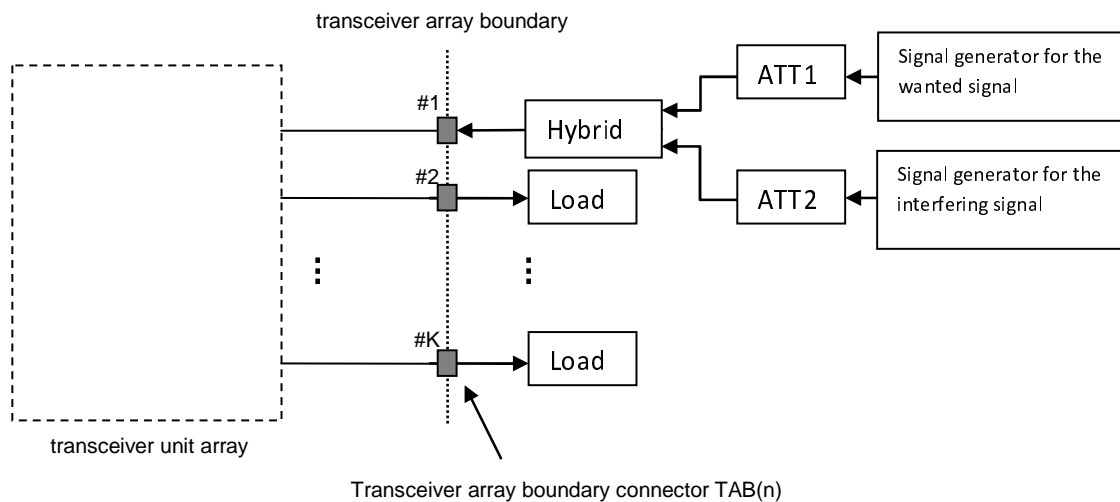 transceiver array boundary
Signal generator for the
wanted signal
ATT1
#1
Hybrid
#2
Load
ATT2
Signal generator for the
interfering signal
#K
Load
transceiver unit array
Transceiver array boundary connector TAB(n)